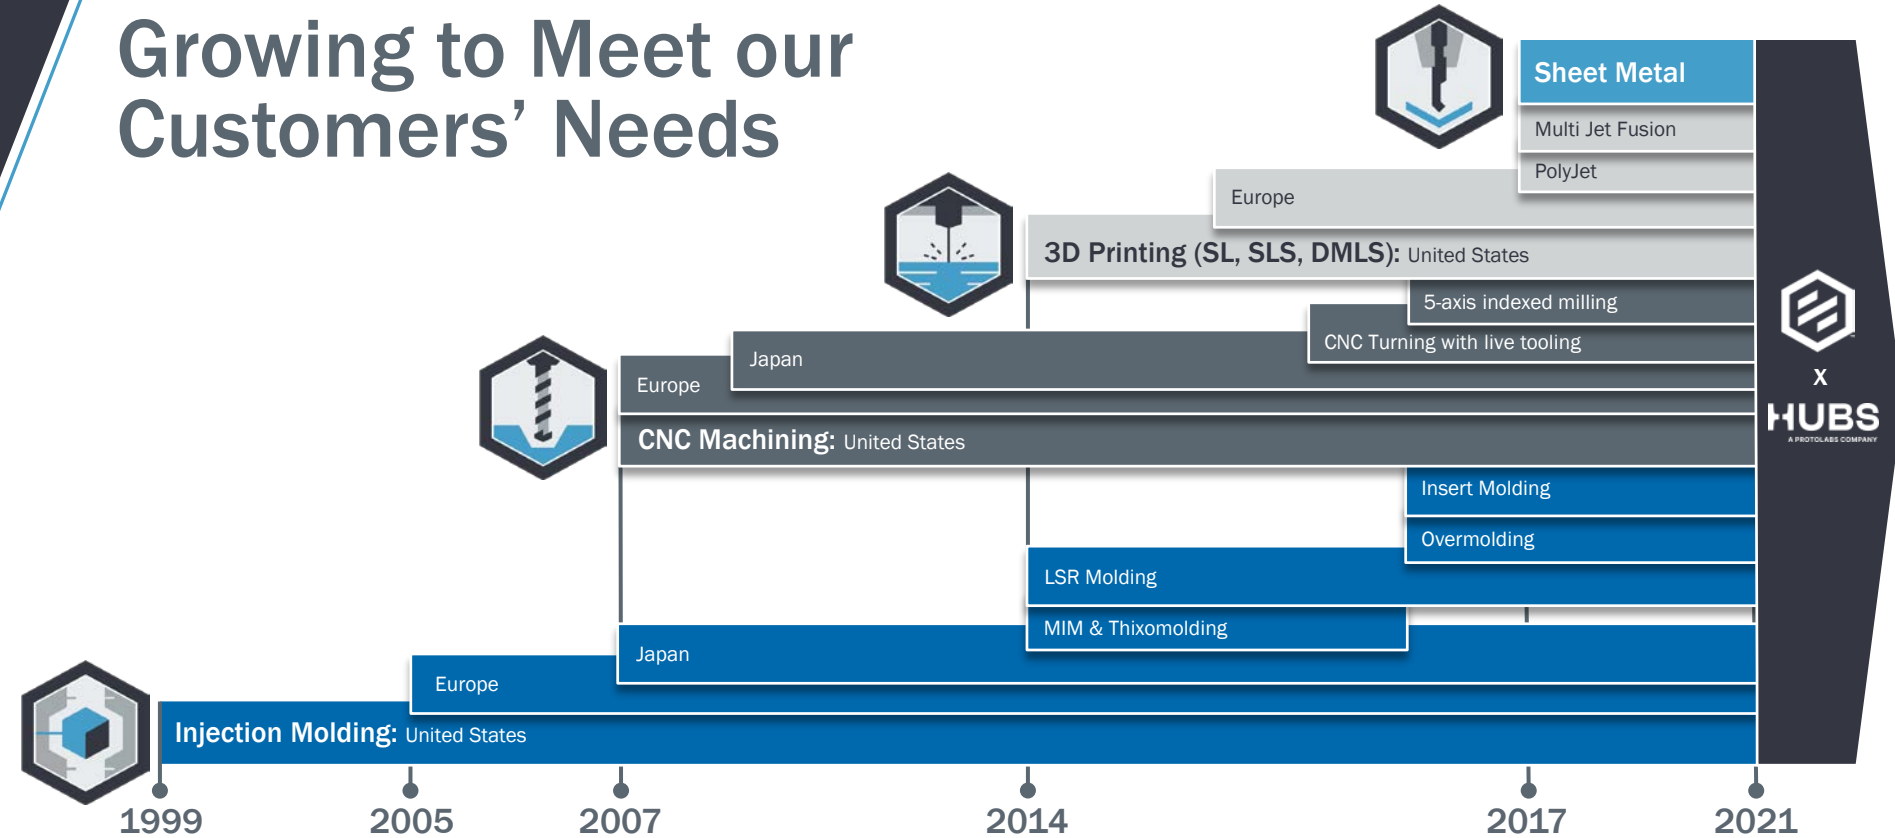 Growing to Meet our
Customers’ Needs
Sheet Metal
Multi Jet Fusion
PolyJet
Europe
3D Printing (SL, SLS, DMLS): United States
5-axis indexed milling
CNC Turning with live tooling
Japan
Europe
CNC Machining: United States
Insert Molding
Overmolding
LSR Molding
MIM & Thixomolding
Japan
Europe
Injection Molding: United States
X
HUBS
A PROTOLABS COMPANY
1999 2005 2007 2014 2017 2021